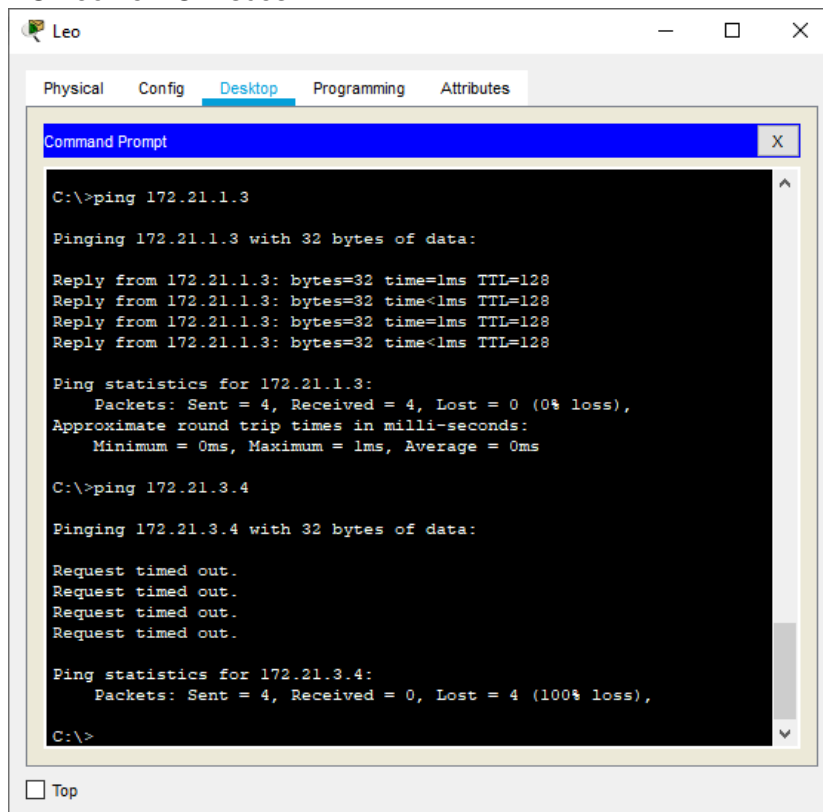 Leo
Physical Config Desktop Programming Attributes
Command Prompt
X
C:\>ping 172.21.1.3
Pinging 172.21.1.3 with 32 bytes of data:
Reply from 172.21.1.3: bytes=32 time=1ms TTL=128
Reply from 172.21.1.3: bytes=32 time<1ms TTL=128
Reply from 172.21.1.3: bytes=32 time=1ms TTL=128
Reply from 172.21.1.3: bytes=32 time<1ms TTL=128
Ping statistics for 172.21.1.3:
Packets: Sent = 4, Received = 4, Lost = 0 (0% loss),
Approximate round trip times in milli-seconds:
Minimum = 0ms, Maximum = 1ms, Average = 0ms
C:\>ping 172.21.3.4
Pinging 172.21.3.4 with 32 bytes of data:
Request timed out.
Request timed out.
Request timed out.
Request timed out.
Ping statistics for 172.21.3.4:
Packets: Sent = 4, Received = 0, Lost = 4 (100% loss),
C:\>
Top